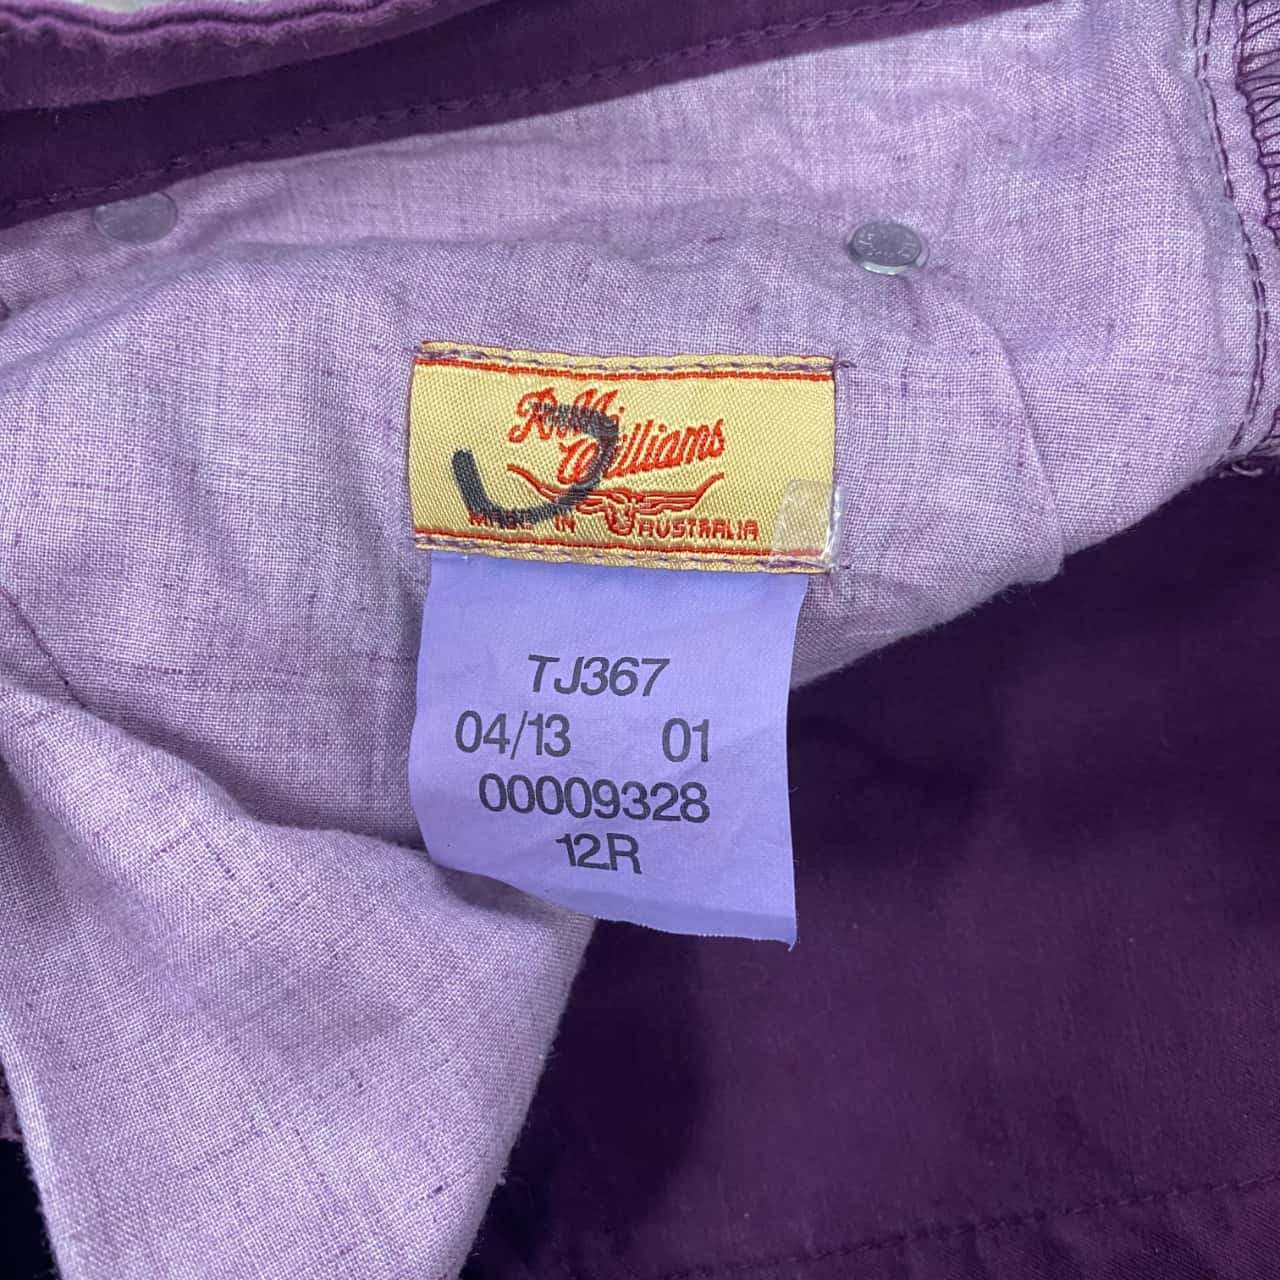 R.M.
Williams
MADE IN AUSTRALIA
TJ367
04/13 01
00009328
12R